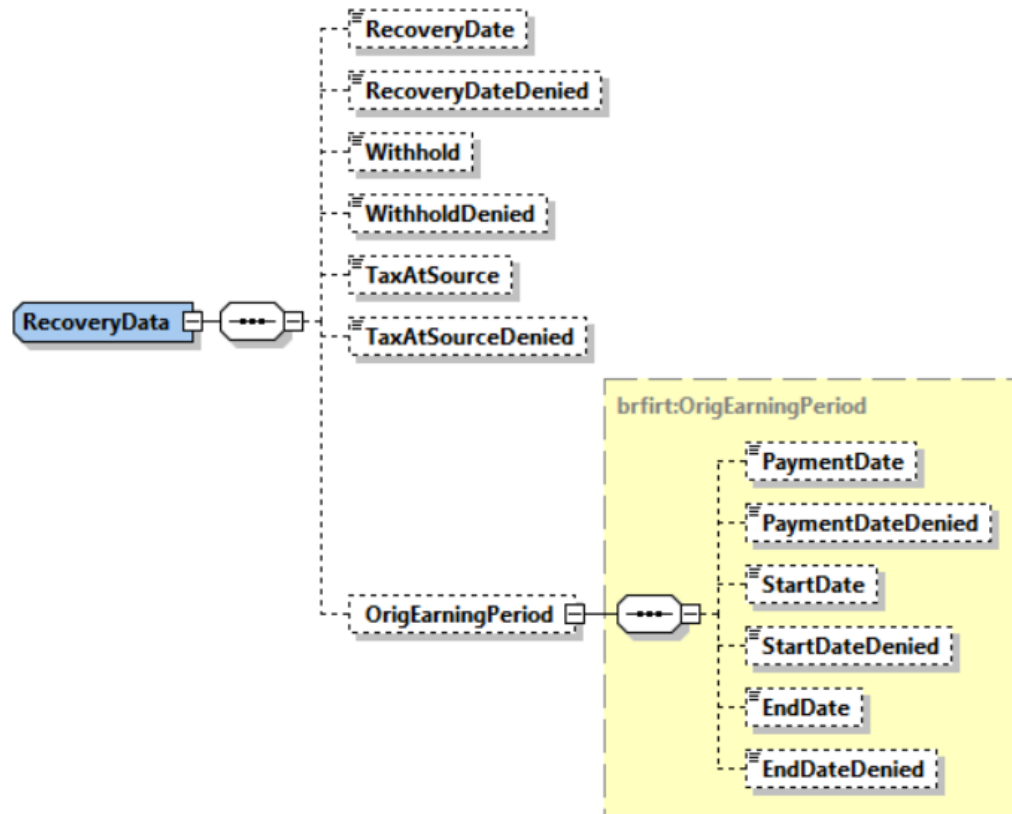 RecoveryDate
RecoveryDateDenied
Withhold
WithholdDenied
TaxAtSource
RecoveryData
TaxAtSourceDenied
brfirt:OrigEarningPeriod
PaymentDate
PaymentDateDenied
StartDate
OrigEarningPeriod
StartDateDenied
EndDate
EndDateDenied